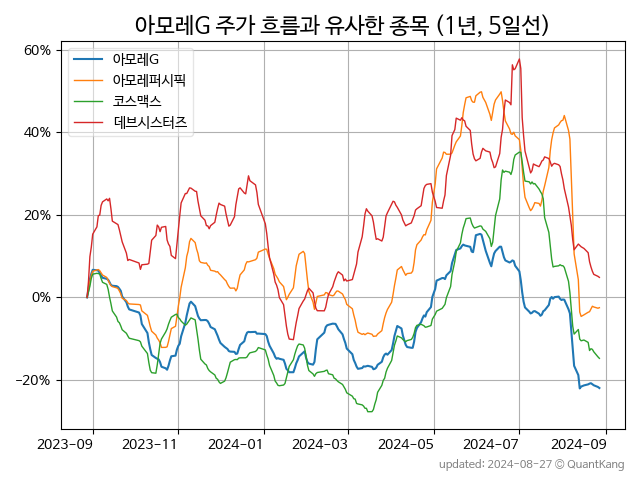 아모레G 주가 흐름과 유사한 종목 (1년, 5일선)
아모레G
아모레퍼시픽
코스맥스
데브시스터즈
60%
40%
20%
0%
−20%
2023-09
2023-11
2024-01
2024-03
2024-05
2024-07
2024-09
updated: 2024-08-27 © QuantKang